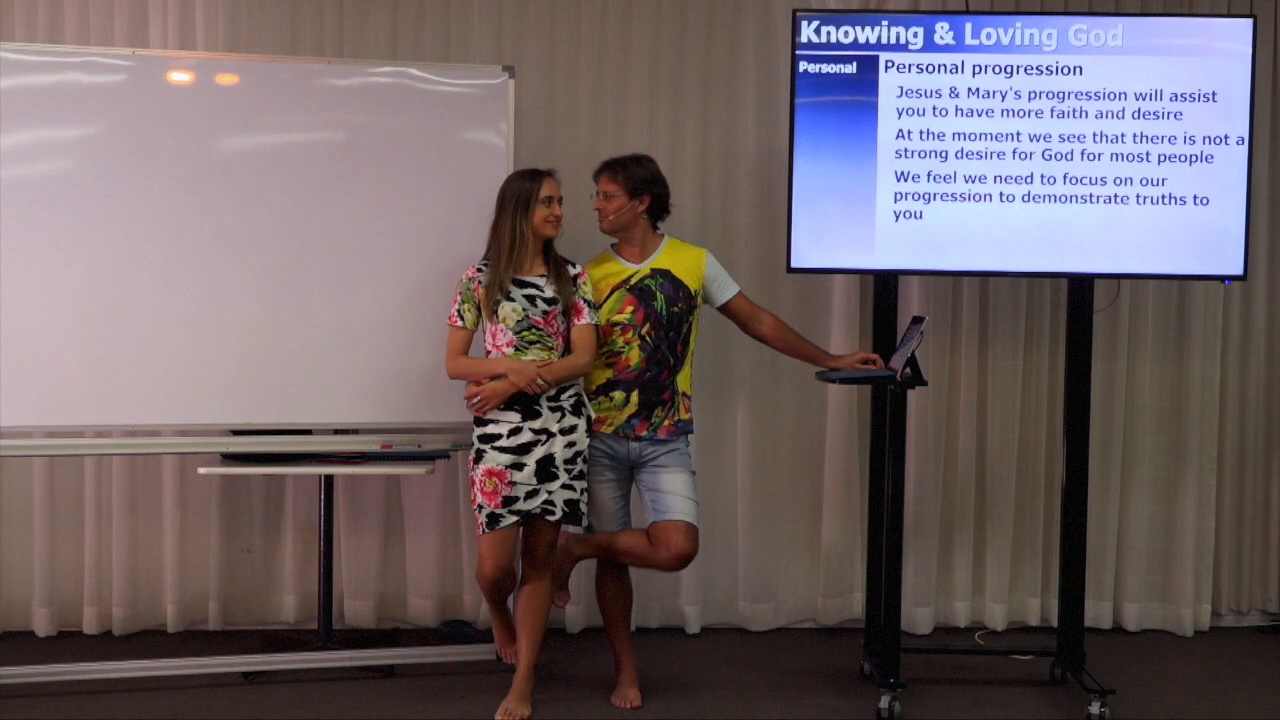 Knowing & Loving God
Personal
Personal progression
Jesus & Mary's progression will assist
you to have more faith and desire
At the moment we see that there is not a
strong desire for God for most people
We feel we need to focus on our
progression to demonstrate truths to
you